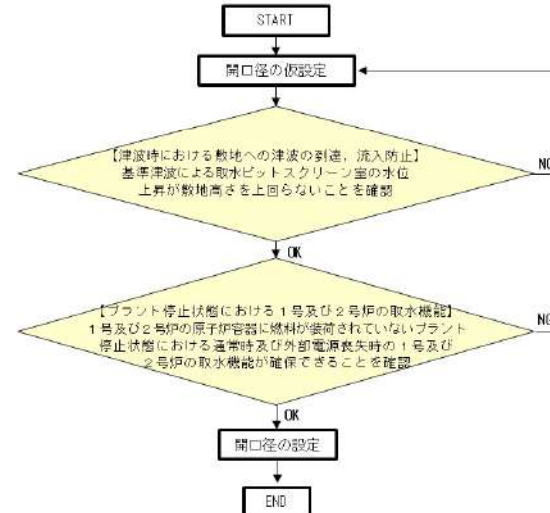 START
開口径の仮設定
【津波時における敷地への津波の到達，流入防止】
基準津波による取水ピットスクリーン室の水位
上昇が敷地高さを上回らないことを確認
NG
OK
【プラント停止状態における１号及び２号炉の取水機能】
１号及び２号炉の原子炉容器に燃料が装荷されていないプラント
停止状態における通常時及び外部電源喪失時の１号及び
２号炉の取水機能が確保できることを確認
NG
OK
開口径の設定
END